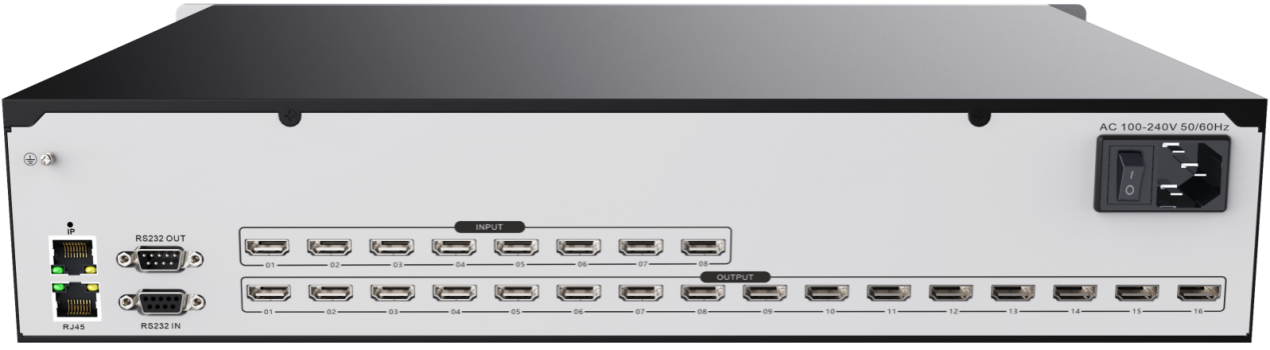 AC 100-240V 50/60Hz
IP
RS232 OUT
INPUT
01 02 03 04 05 06 07 08
OUTPUT
01 02 03 04 05 06 07 08 09 10 11 12 13 14 15 16
RJ45
RS232 IN